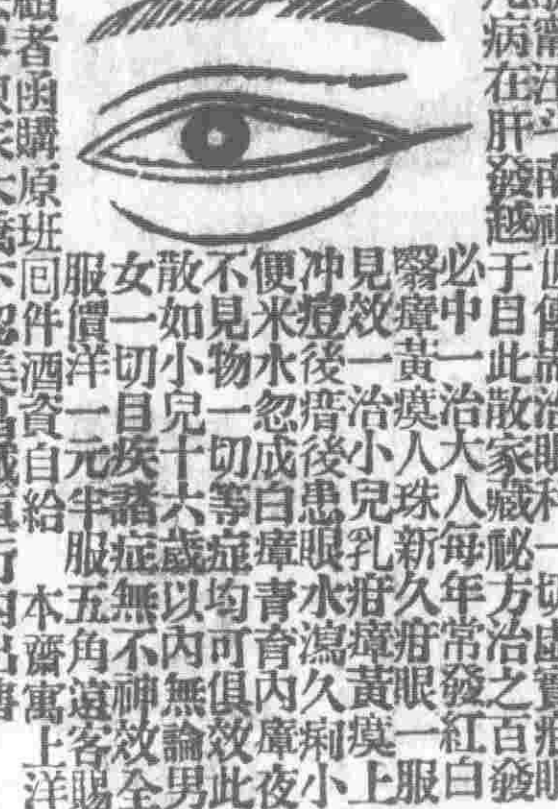 病在肝發越于目此散家藏秘方治之百發
必中一治大人每年常發紅白
翳瘴黃瘼人珠新久疳眼一服
見效一治小兒乳疳瘴黃瘼上
冲痘後瘄後患眼水瀉久痢小
便米水忽成白瘴青育內瘴夜
不見物一切等症均可俱效此
散如小兒十六歲以內無論男
女一切目疾諸症無不神效全
服價洋一元半服五角遠客賜
顧者函購原班回件酒資自給 本齋寓上洋